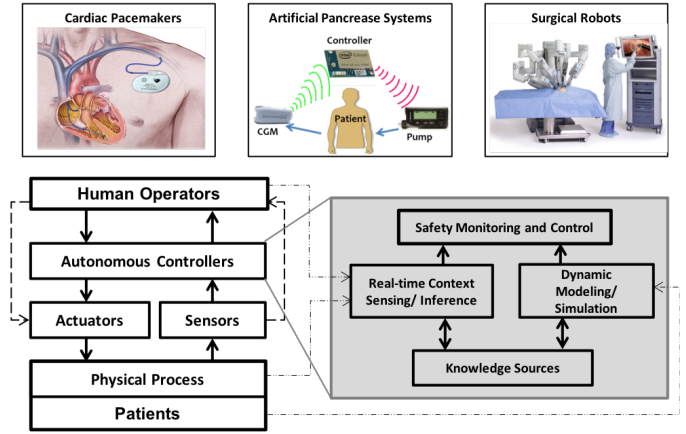 Cardiac Pacemakers
Artificial Pancrease Systems
Surgical Robots
Controller
CGM
Patient
Pump
Human Operators
Autonomous Controllers
Actuators
Sensors
Physical Process
Patients
Safety Monitoring and Control
Real-time Context
Sensing/ Inference
Dynamic
Modeling/
Simulation
Knowledge Sources